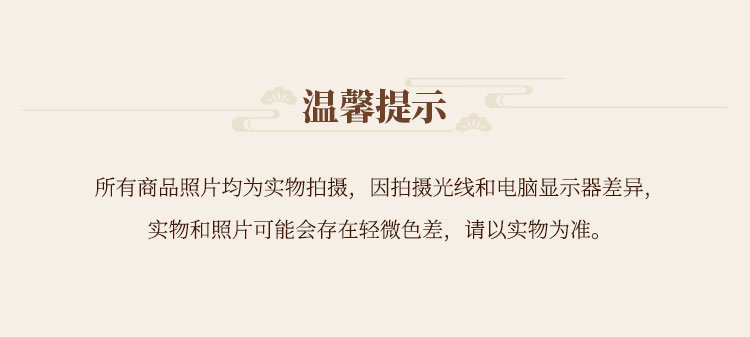 温馨提示
所有商品照片均为实物拍摄，因拍摄光线和电脑显示器差异，
实物和照片可能会存在轻微色差，请以实物为准。